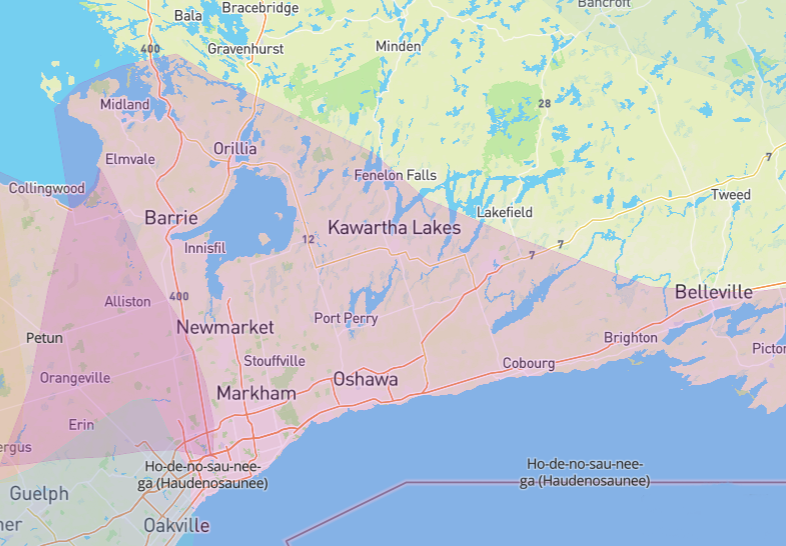 Bracebridge
Bancroft
Bala
400
Gravenhurst
Minden
Midland
28
Orillia
Elmvale
7
Fenelon Falls
Collingwood
Tweed
Barrie
Lakefield
Kawartha Lakes
12
Innisfil
7
7
400
Alliston
Belleville
Newmarket
Port Perry
Petun
Brighton
Stouffville
Picton
Cobourg
Orangeville
Oshawa
Markham
Erin
ergus
Ho-de-no-sau-nee-
ga (Haudenosaunee)
Ho-de-no-sau-nee-
ga (Haudenosaunee)
Guelph
ner
Oakville